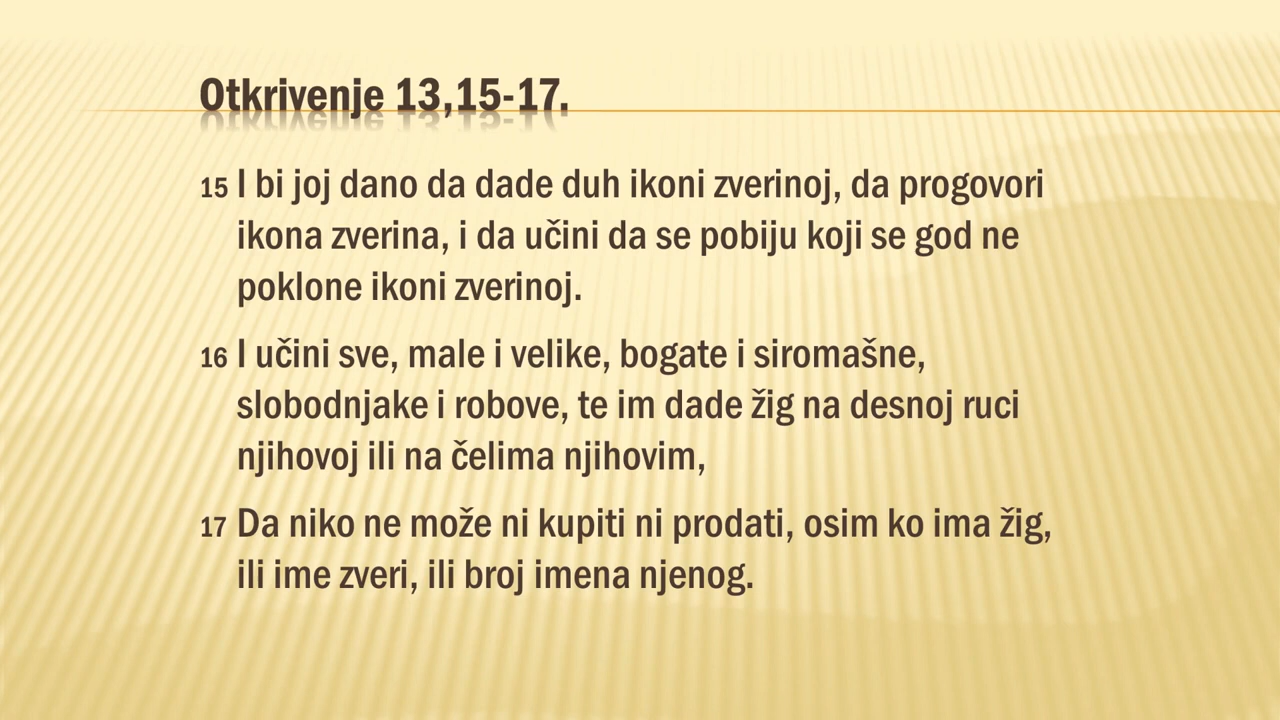 Otkrivenje 13,15-17.
15 I bi joj dano da dade duh ikoni zverinoj, da progovori
ikona zverina, i da učini da se pobiju koji se god ne
poklone ikoni zverinoj.
16 I učini sve, male i velike, bogate i siromašne,
slobodnjake i robove, te im dade žig na desnoj ruci
njihovoj ili na čelima njihovim,
17 Da niko ne može ni kupiti ni prodati, osim ko ima žig,
ili ime zveri, ili broj imena njenog.